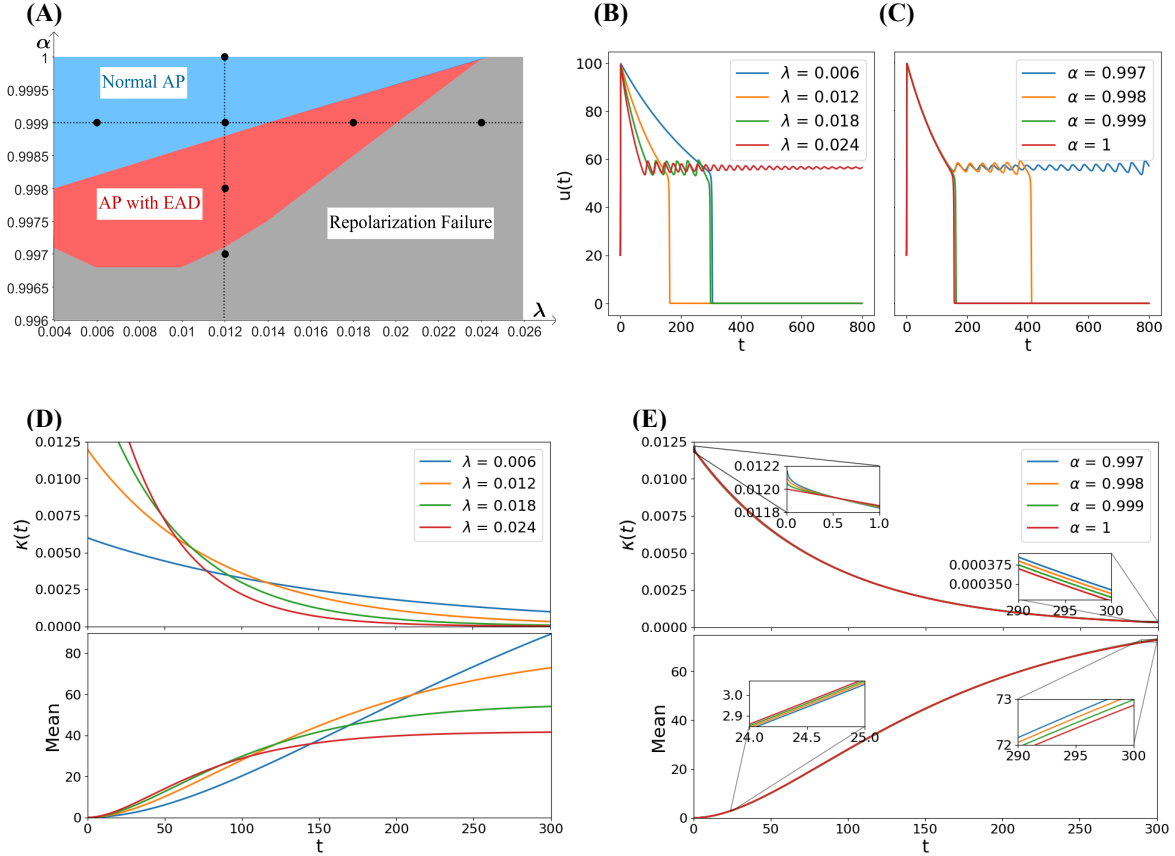 (A)
α
1
0.9995
0.999
0.9985
0.998
0.9975
0.997
0.9965
0.996
Normal AP
AP with EAD
Repolarization Failure
0.004 0.006 0.008 0.01 0.012 0.014 0.016 0.018 0.02 0.022 0.024 0.026
λ
(B)
u(t)
100
80
60
40
20
0
λ = 0.006
λ = 0.012
λ = 0.018
λ = 0.024
0 200 400 600 800
t
(C)
α = 0.997
α = 0.998
α = 0.999
α = 1
0 200 400 600 800
t
(D)
κ(t)
0.0125
0.0100
0.0075
0.0050
0.0025
0.0000
λ = 0.006
λ = 0.012
λ = 0.018
λ = 0.024
Mean
80
60
40
20
0
0 50 100 150 200 250 300
t
(E)
κ(t)
0.0125
0.0100
0.0075
0.0050
0.0025
0.0000
0.0122
0.0120
0.0118
0.0 0.5 1.0
α = 0.997
α = 0.998
α = 0.999
α = 1
0.000375
0.000350
290 295 300
Mean
60
40
20
0
3.0
2.9
24.0 24.5 25.0
73
72
290 295 300
0 50 100 150 200 250 300
t